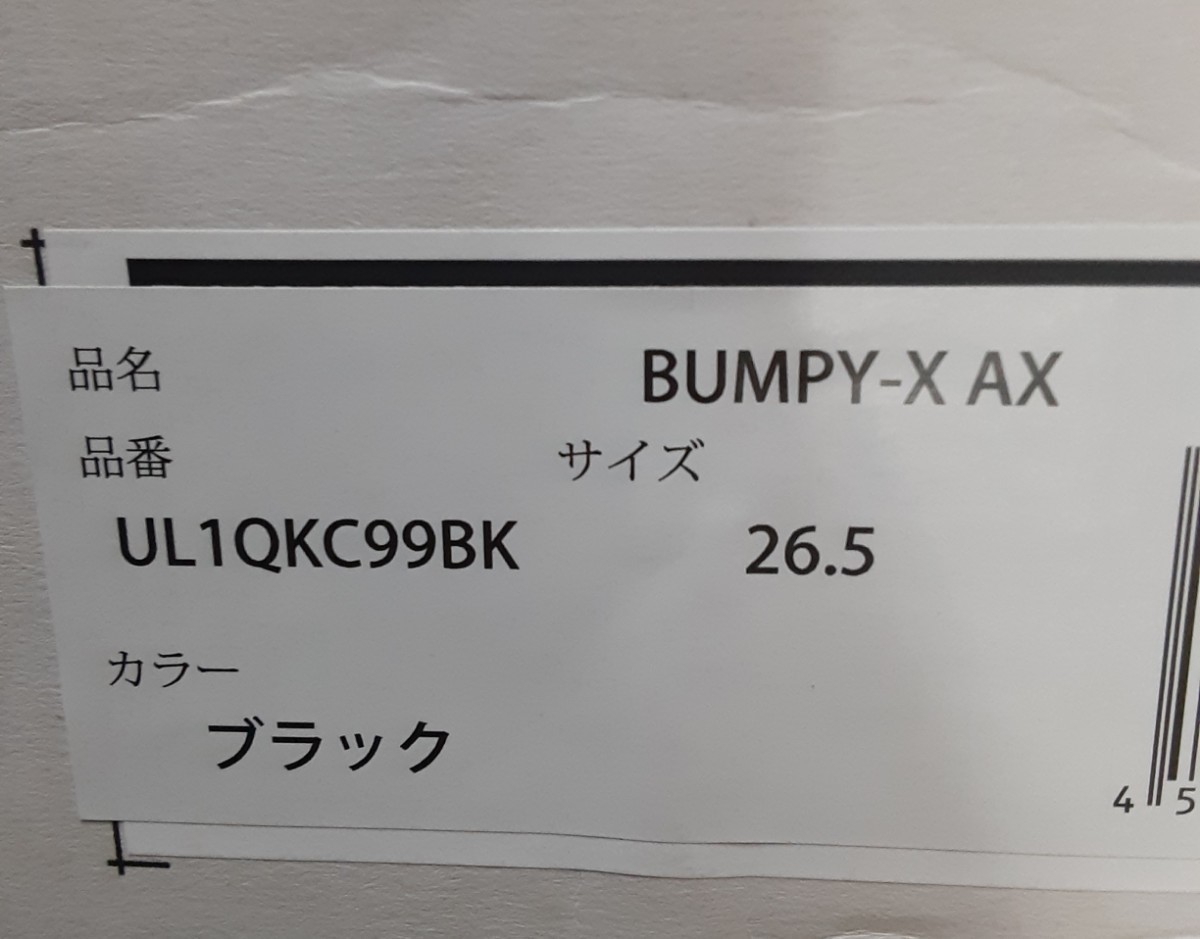 品名 BUMPY-X AX
品番 サイズ
UL1QKC99BK 26.5
カラー
ブラック
4 5